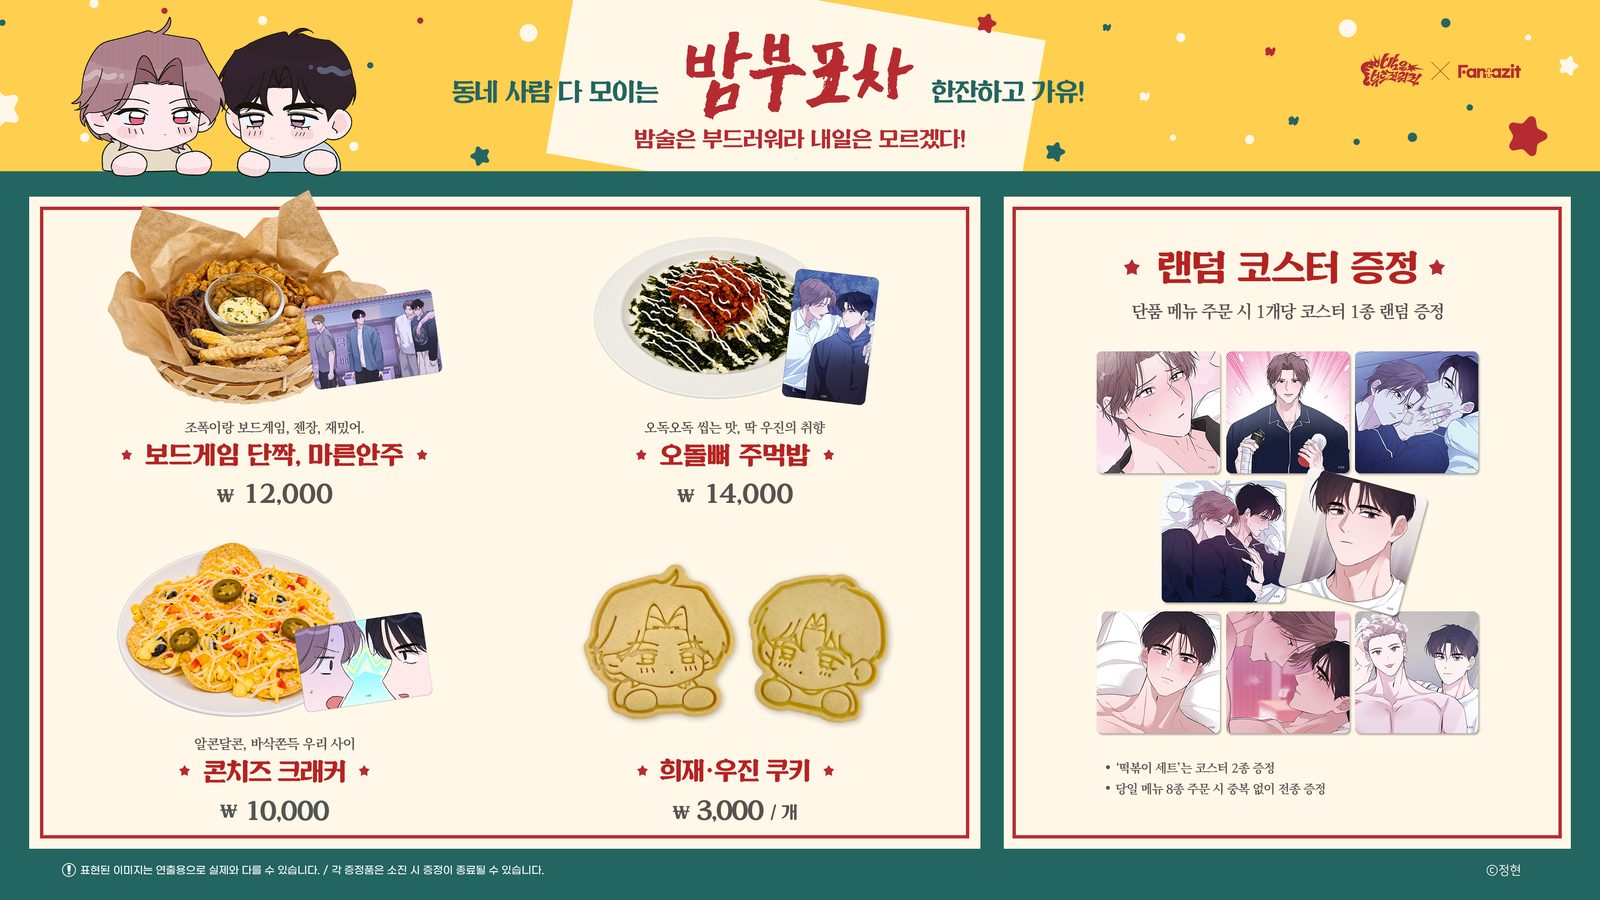 동네 사람 다 모이는
밤부포차
한잔하고 가유!
밤술은 부드러워라 내일은 모르겠다!
밤술은 부드러워라
Fanazit
조폭이랑 보드게임, 젠장, 재밌어.
보드게임 단짝, 마른안주
₩ 12,000
오독오독 씹는 맛, 딱 우진의 취향
오돌뼈 주먹밥
₩ 14,000
알콘달콘, 바삭쫀득 우리 사이
콘치즈 크래커
₩ 10,000
희재·우진 쿠키
₩ 3,000 / 개
랜덤 코스터 증정
단품 메뉴 주문 시 1개당 코스터 1종 랜덤 증정
• '떡볶이 세트'는 코스터 2종 증정
• 당일 메뉴 8종 주문 시 중복 없이 전종 증정
표현된 이미지는 연출용으로 실제와 다를 수 있습니다. / 각 증정품은 소진 시 증정이 종료될 수 있습니다.
©정현